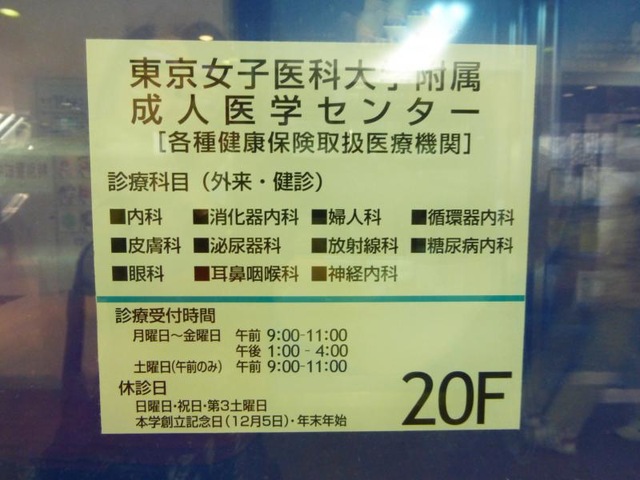 東京女子医科大学附属
成人医学センター
[各種健康保険取扱医療機関]
診療科目（外来・健診）
■内科 ■消化器内科 ■婦人科 ■循環器内科
■皮膚科 ■泌尿器科 ■放射線科 ■糖尿病内科
■眼科 ■耳鼻咽喉科 ■神経内科
診療受付時間
月曜日～金曜日 午前 9:00-11:00
午後 1:00-4:00
土曜日(午前のみ) 午前 9:00-11:00
休診日
日曜日・祝日・第3土曜日
本学創立記念日(12月5日)・年末年始
20F